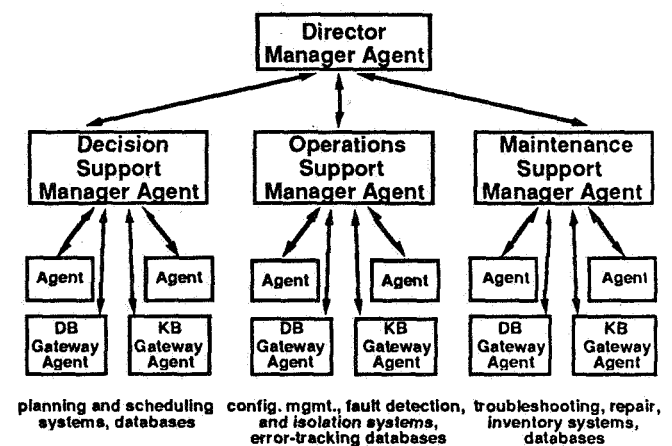 Director
Manager Agent
Decision
Support
Manager Agent
Operations
Support
Manager Agent
Maintenance
Support
Manager Agent
Agent
Agent
Agent
Agent
Agent
Agent
DB
Gateway
Agent
KB
Gateway
Agent
DB
Gateway
Agent
KB
Gateway
Agent
DB
Gateway
Agent
KB
Gateway
Agent
planning and scheduling
systems, databases
config. mgmt., fault detection,
and isolation systems,
error-tracking databases
troubleshooting, repair,
inventory systems,
databases